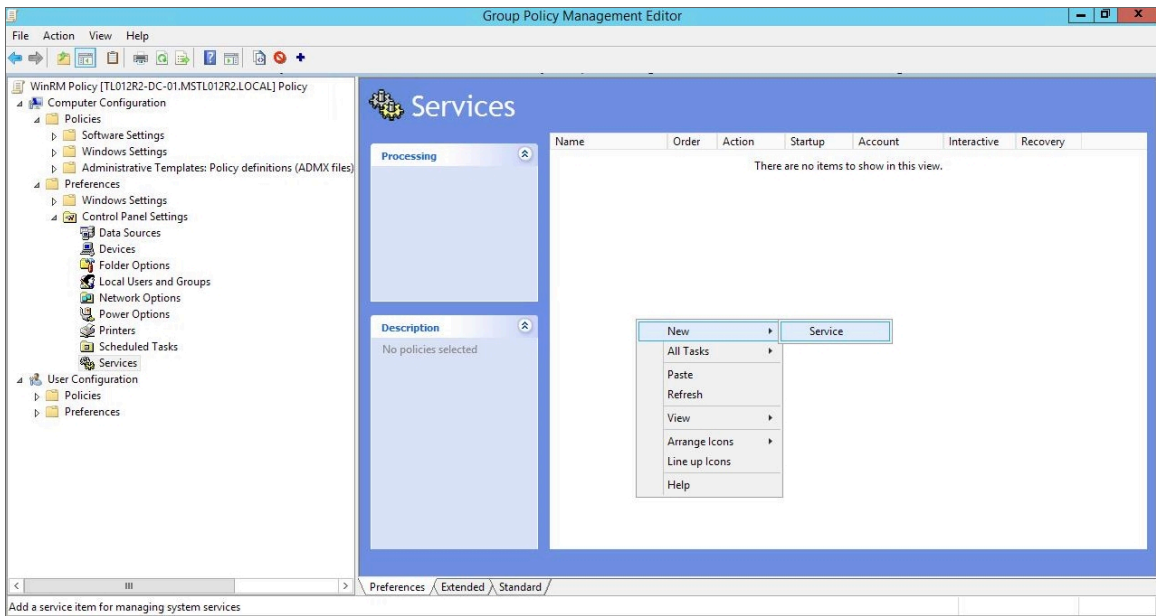 Group Policy Management Editor
File Action View Help
WinRM Policy [TL012R2-DC-01.MSTL012R2.LOCAL] Policy
Computer Configuration
Policies
Software Settings
Windows Settings
Administrative Templates: Policy definitions (ADMX files)
Preferences
Windows Settings
Control Panel Settings
Data Sources
Devices
Folder Options
Local Users and Groups
Network Options
Power Options
Printers
Scheduled Tasks
Services
User Configuration
Policies
Preferences
Services
Processing
Description
No policies selected
Name Order Action Startup Account Interactive Recovery
There are no items to show in this view.
New Service
All Tasks
Paste
Refresh
View
Arrange Icons
Line up Icons
Help
Preferences Extended Standard
Add a service item for managing system services